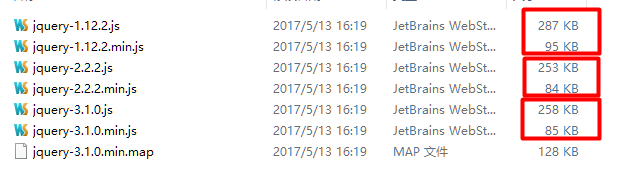 jquery-1.12.2.js 2017/5/13 16:19 JetBrains WebSt... 287 KB
jquery-1.12.2.min.js 2017/5/13 16:19 JetBrains WebSt... 95 KB
jquery-2.2.2.js 2017/5/13 16:19 JetBrains WebSt... 253 KB
jquery-2.2.2.min.js 2017/5/13 16:19 JetBrains WebSt... 84 KB
jquery-3.1.0.js 2017/5/13 16:19 JetBrains WebSt... 258 KB
jquery-3.1.0.min.js 2017/5/13 16:19 JetBrains WebSt... 85 KB
jquery-3.1.0.min.map 2017/5/13 16:19 MAP 文件 128 KB